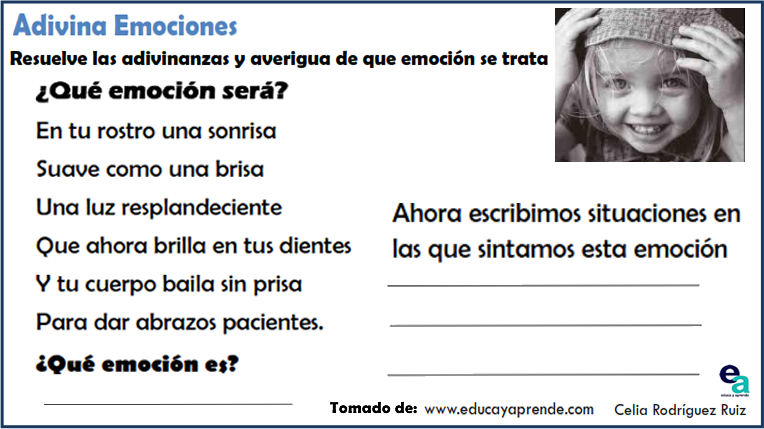 Adivina Emociones
Resuelve las adivinanzas y averigua de que emoción se trata
¿Qué emoción será?
En tu rostro una sonrisa
Suave como una brisa
Una luz resplandeciente
Que ahora brilla en tus dientes
Y tu cuerpo baila sin prisa
Para dar abrazos pacientes.
¿Qué emoción es?
Ahora escribimos situaciones en
las que sintamos esta emoción
ea
educa y aprende
Tomado de: www.educayaprende.com Celia Rodríguez Ruiz